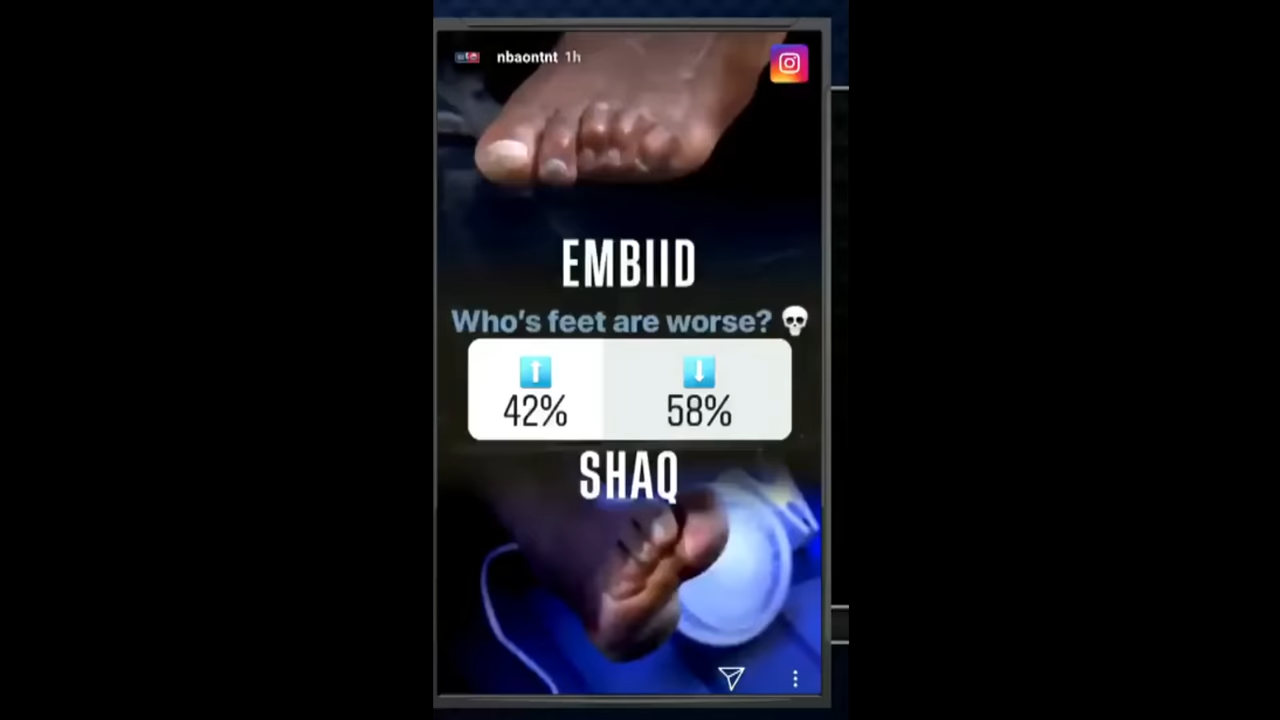 nbaontnt 1h
EMBIID
Who's feet are worse? 💀
⬆️ ⬇️
42% 58%
SHAQ